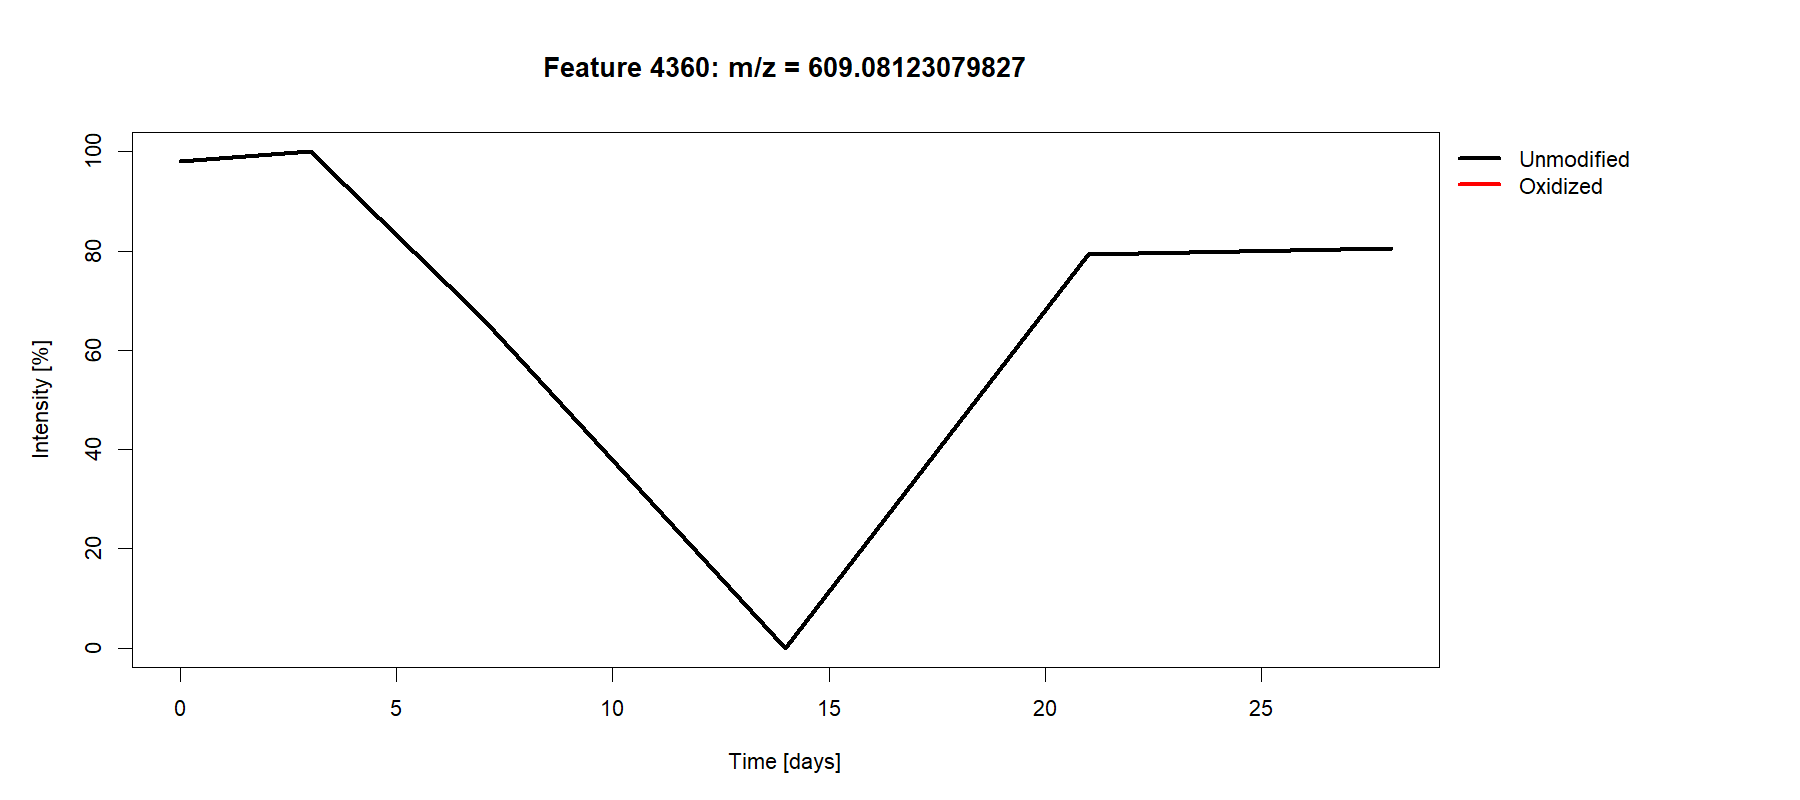 Feature 4360: m/z = 609.08123079827
Unmodified
Oxidized
Intensity [%]
100
80
60
40
20
0
0 5 10 15 20 25
Time [days]